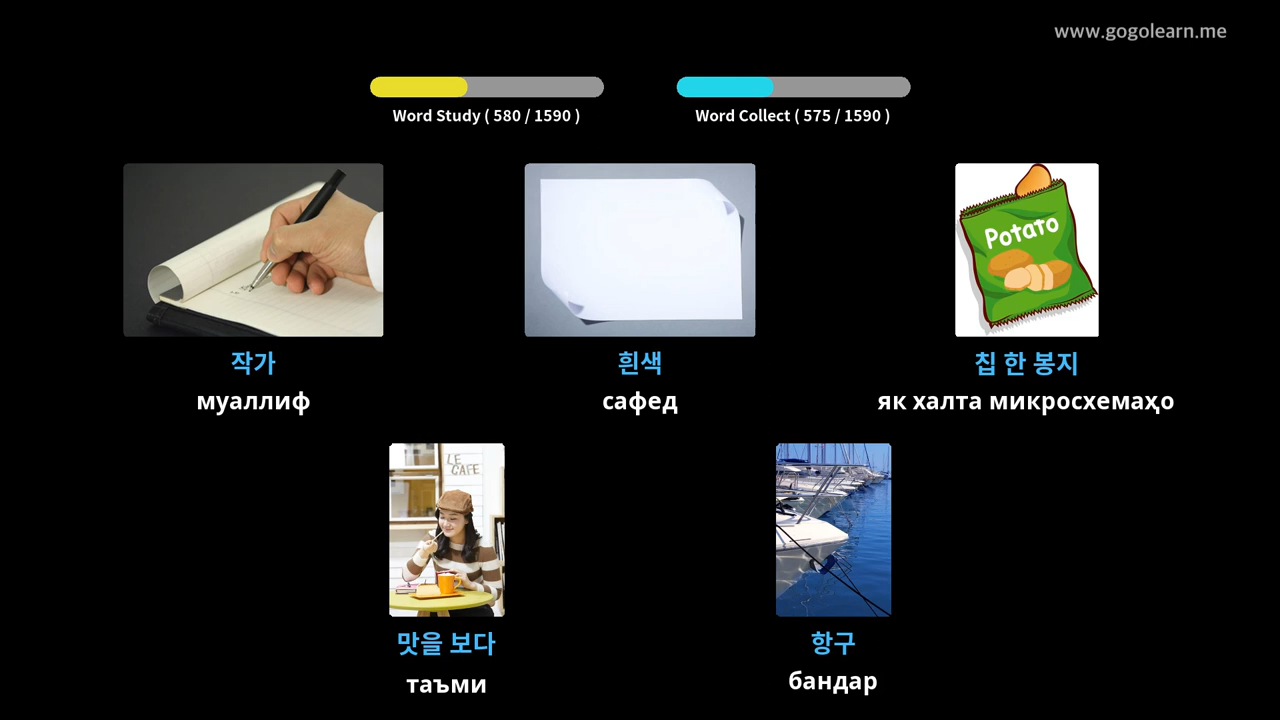 www.gogolearn.me
Word Study ( 580 / 1590 )
Word Collect ( 575 / 1590 )
Potato
작가
흰색
칩 한 봉지
муаллиф
сафед
як халта микросхемаҳо
LE
CAFE
맛을 보다
항구
таъми
бандар